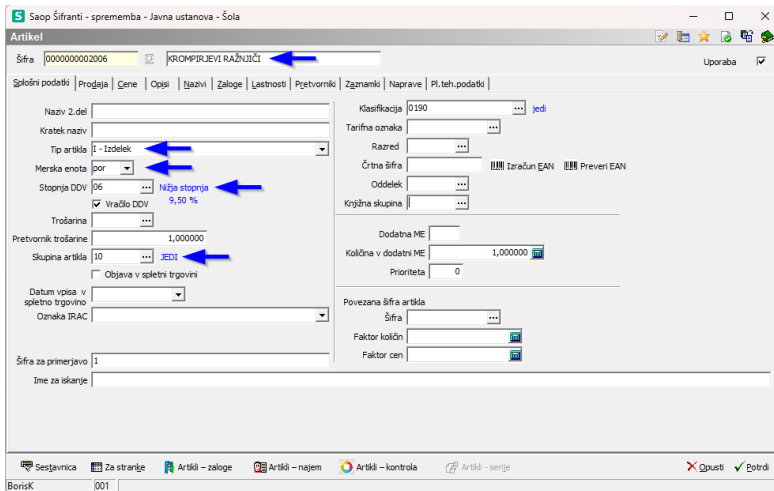 Saop Šifranti - sprememba - Javna ustanova - Šola
Artikel
Šifra 0000000002006 KROMPIRJEVI RAŽNJIČI Uporaba
Splošni podatki Prodaja Cene Opisi Nazivi Zaloge Lastnosti Pretvorniki Zaznamki Naprave Pl.teh.podatki
Naziv 2.del
Kratek naziv
Tip artikla I - Izdelek
Merska enota por
Stopnja DDV 06 ... Nižja stopnja
9,50 %
Vračilo DDV
Trošarina ...
Pretvornik trošarine 1,000000
Skupina artikla 10 ... JEDI
Objava v spletni trgovini
Datum vpisa v
spletno trgovino
Oznaka IRAC
Šifra za primerjavo 1
Ime za iskanje
Klasifikacija 0190 ... jedi
Tarifna oznaka ...
Razred ...
Črtna šifra Izračun EAN Preveri EAN
Oddelek ...
Knjižna skupina ...
Dodatna ME
Količina v dodatni ME 1,000000
Prioriteta 0
Povezana šifra artikla
Šifra ...
Faktor količin
Faktor cen
Sestavnica Za stranke Artikli – zaloge Artikli – najem Artikli – kontrola Artikli - serije Opusti Potrdi
BorisK 001